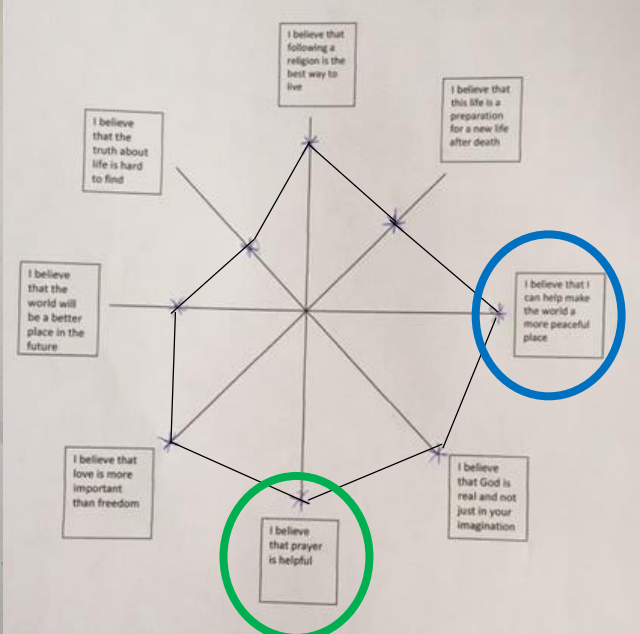 I believe that
following a
religion is the
best way to
live
I believe that
this life is a
preparation
for a new life
after death
I believe
that the
truth about
life is hard
to find
I believe that I
can help make
the world a
more peaceful
place
I believe
that the
world will
be a better
place in the
future
I believe that
love is more
important
than freedom
I believe
that God is
real and not
just in your
imagination
I believe
that prayer
is helpful